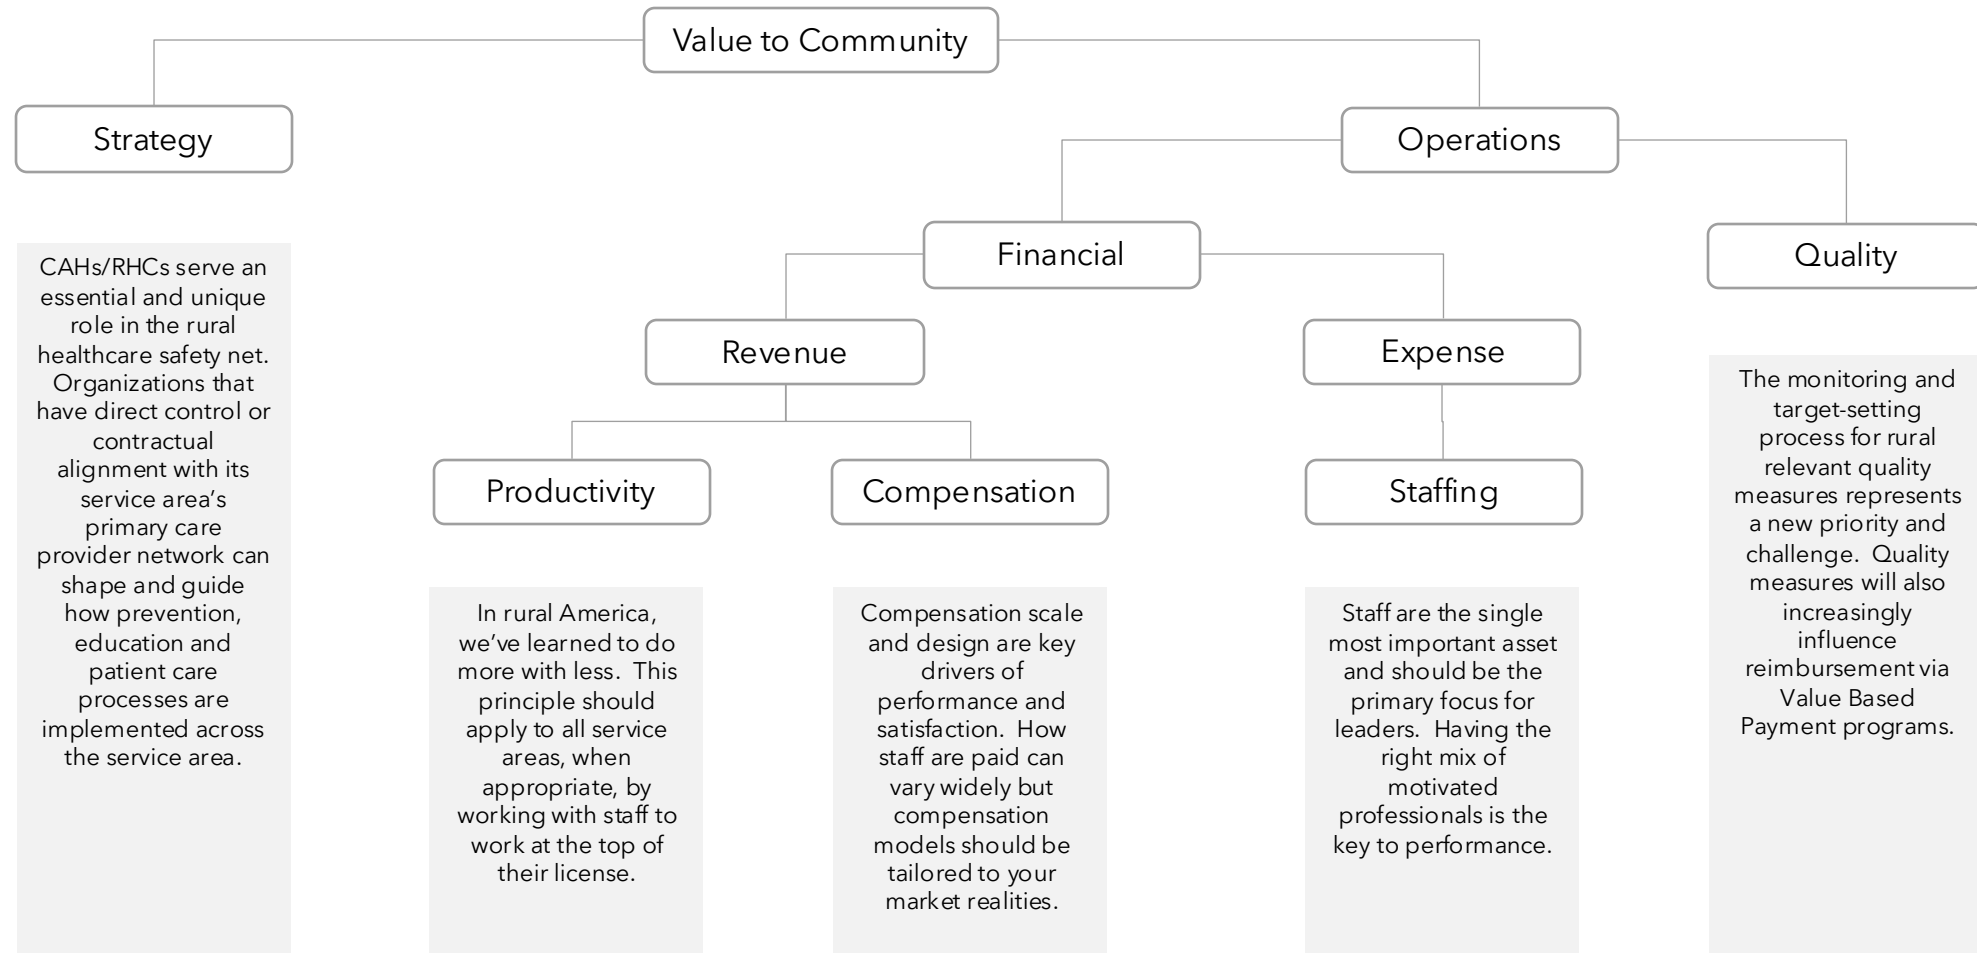 Value to Community
Strategy
Operations
Financial
Quality
Revenue
Expense
Productivity
Compensation
Staffing
CAHs/RHCs serve an
essential and unique
role in the rural
healthcare safety net.
Organizations that
have direct control or
contractual
alignment with its
service area's
primary care
provider network can
shape and guide
how prevention,
education and
patient care
processes are
implemented across
the service area.
In rural America,
we've learned to do
more with less. This
principle should
apply to all service
areas, when
appropriate, by
working with staff to
work at the top of
their license.
Compensation scale
and design are key
drivers of
performance and
satisfaction. How
staff are paid can
vary widely but
compensation
models should be
tailored to your
market realities.
Staff are the single
most important asset
and should be the
primary focus for
leaders. Having the
right mix of
motivated
professionals is the
key to performance.
The monitoring and
target-setting
process for rural
relevant quality
measures represents
a new priority and
challenge. Quality
measures will also
increasingly
influence
reimbursement via
Value Based
Payment programs.